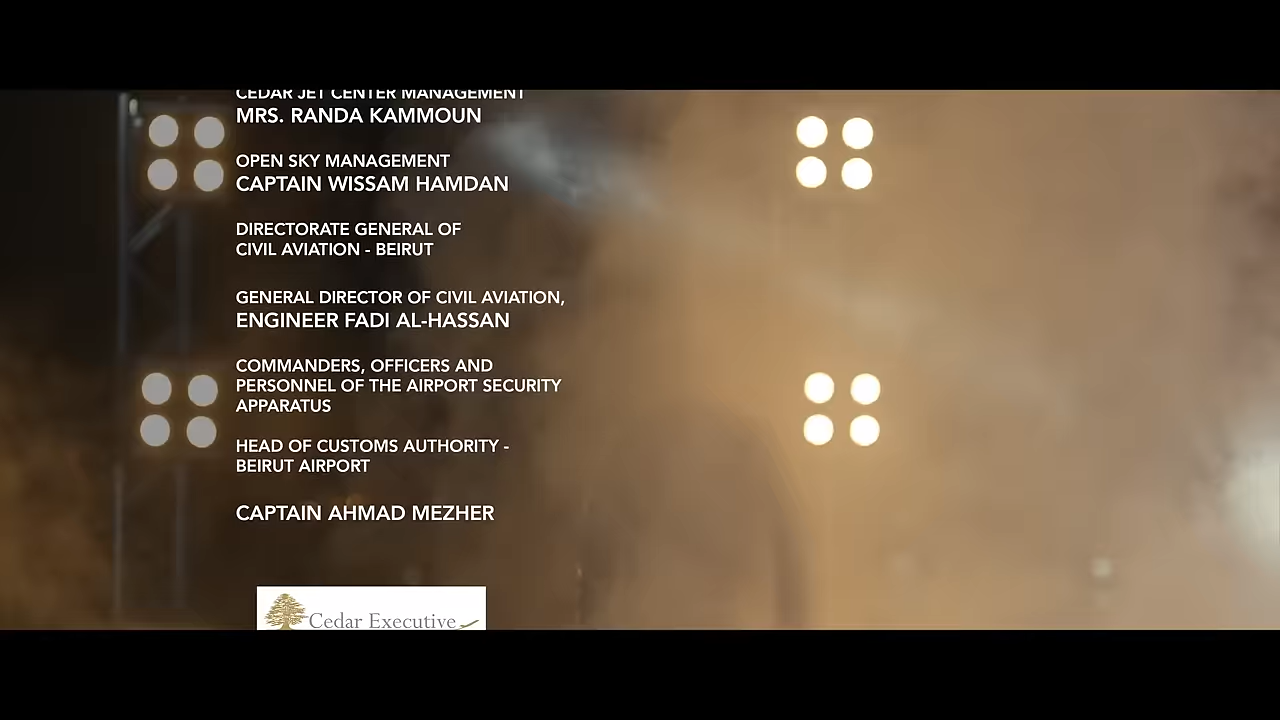 CEDAR JET CENTER MANAGEMENT
MRS. RANDA KAMMOUN
OPEN SKY MANAGEMENT
CAPTAIN WISSAM HAMDAN
DIRECTORATE GENERAL OF
CIVIL AVIATION - BEIRUT
GENERAL DIRECTOR OF CIVIL AVIATION,
ENGINEER FADI AL-HASSAN
COMMANDERS, OFFICERS AND
PERSONNEL OF THE AIRPORT SECURITY
APPARATUS
HEAD OF CUSTOMS AUTHORITY -
BEIRUT AIRPORT
CAPTAIN AHMAD MEZHER
Cedar Executive